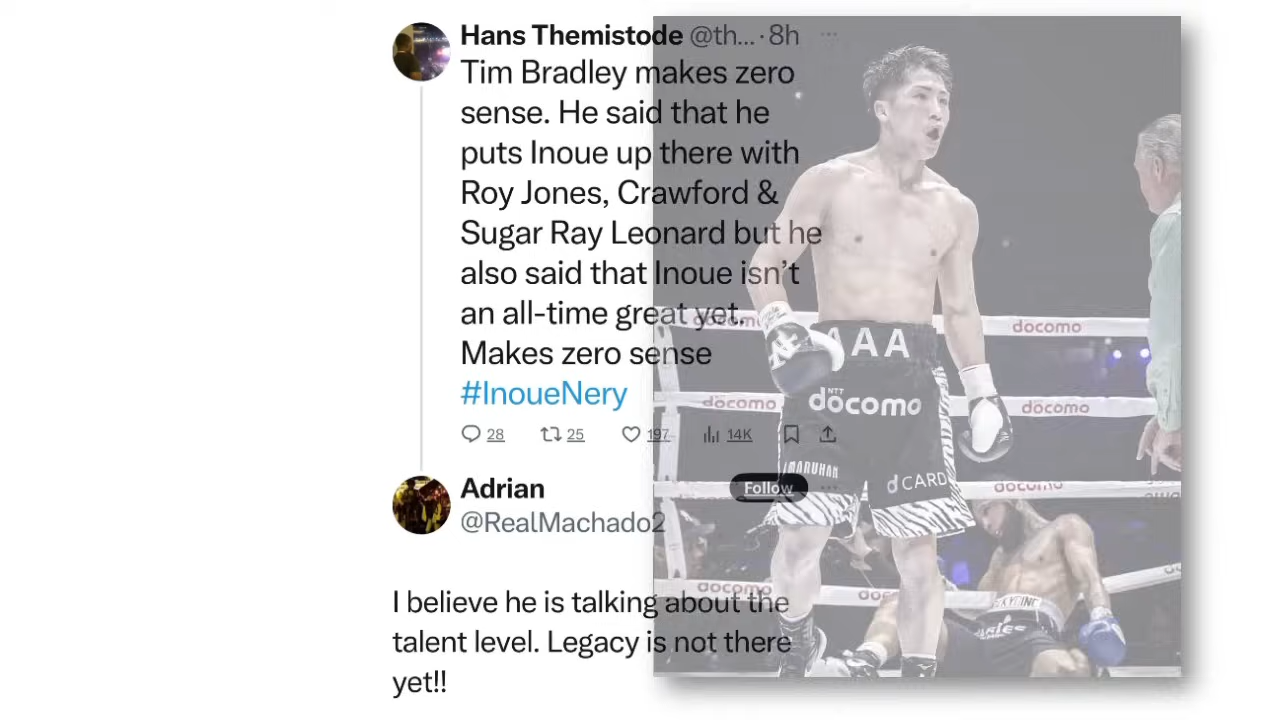 Hans Themistode @th... · 8h
Tim Bradley makes zero
sense. He said that he
puts Inoue up there with
Roy Jones, Crawford &
Sugar Ray Leonard but he
also said that Inoue isn't
an all-time great yet.
Makes zero sense
#InoueNery
28 25 197 14K
Adrian
Follow
@RealMachado2
I believe he is talking about the
talent level. Legacy is not there
yet!!
docomo
docomo
AAA
NTT
docomo
docomo
docomo
MARUHAN
d CARD
docomo
docomo